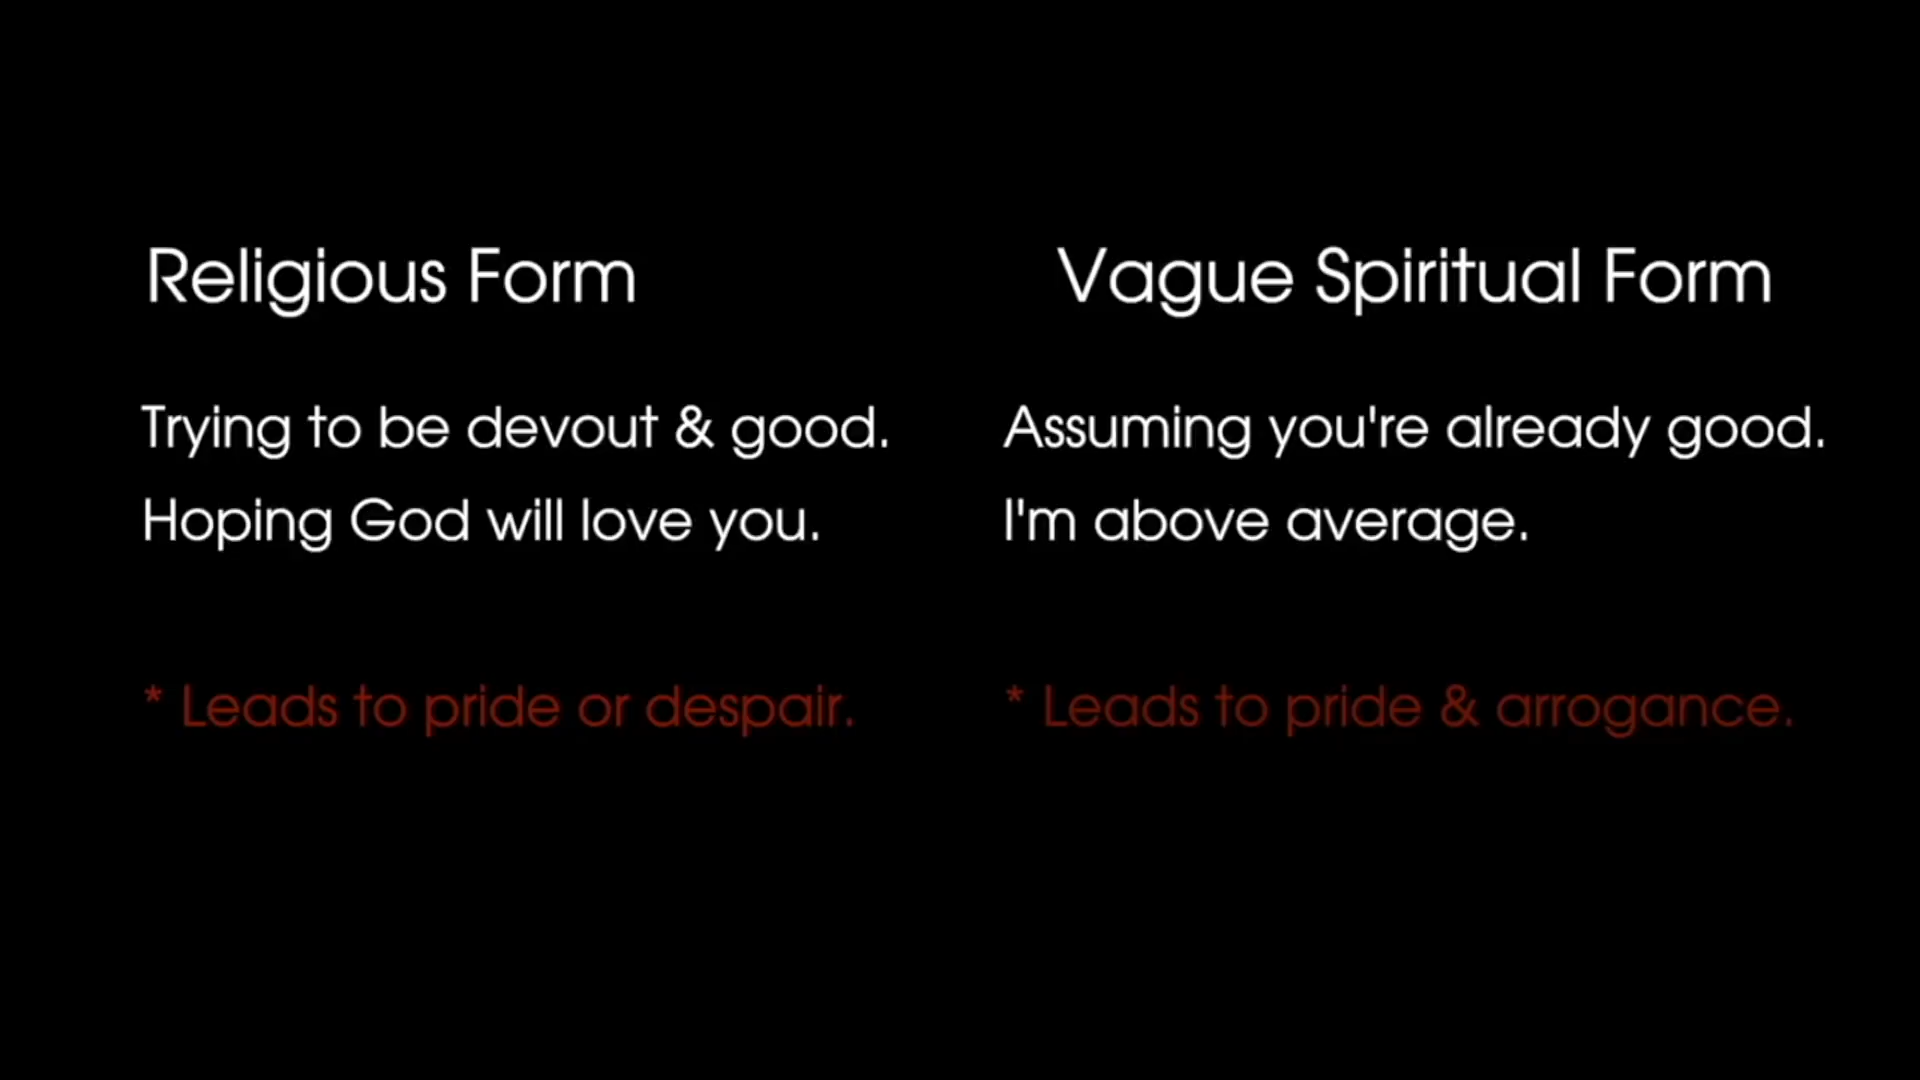 Religious Form
Trying to be devout & good.
Hoping God will love you.
* Leads to pride or despair.
Vague Spiritual Form
Assuming you're already good.
I'm above average.
* Leads to pride & arrogance.